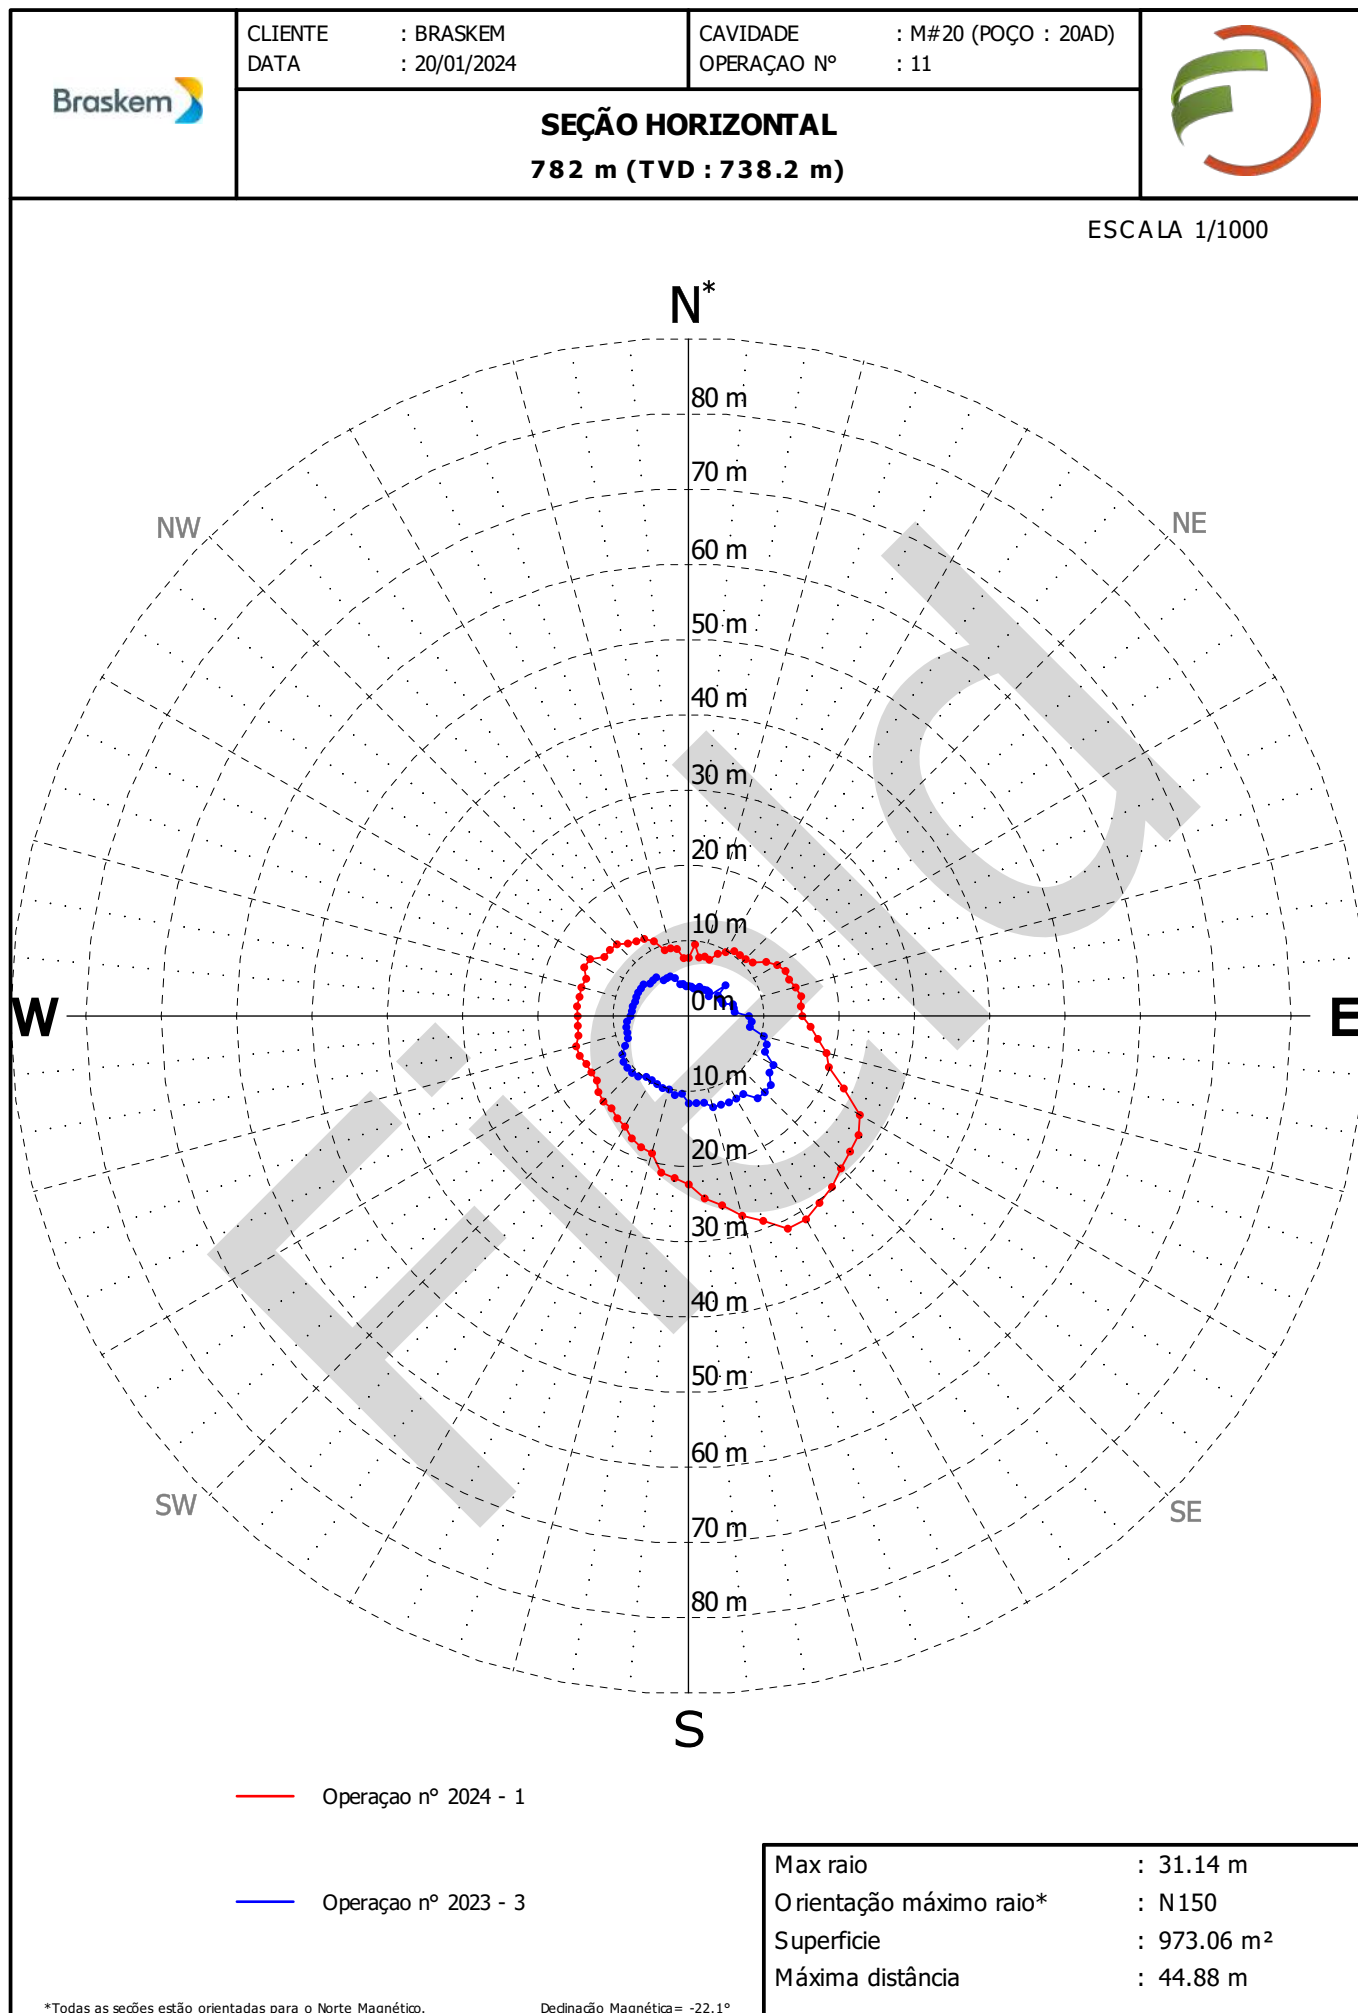 Braskem
CLIENTE : BRASKEM
DATA : 20/01/2024
CAVIDADE : M#20 (POÇO : 20AD)
OPERAÇAO N° : 11
SEÇÃO HORIZONTAL
782 m (TVD : 738.2 m)
ESCALA 1/1000
N*
80 m
70 m
NW
NE
60 m
50 m
40 m
30 m
20 m
10 m
0 m
W
E
10 m
20 m
30 m
40 m
50 m
60 m
SW
SE
70 m
80 m
S
Field
Operaçao n° 2024 - 1
Operaçao n° 2023 - 3
Max raio : 31.14 m
Orientação máximo raio* : N150
Superficie : 973.06 m²
Máxima distância : 44.88 m
*Todas as seções estão orientadas para o Norte Magnético.
Declinação Magnética= -22.1°